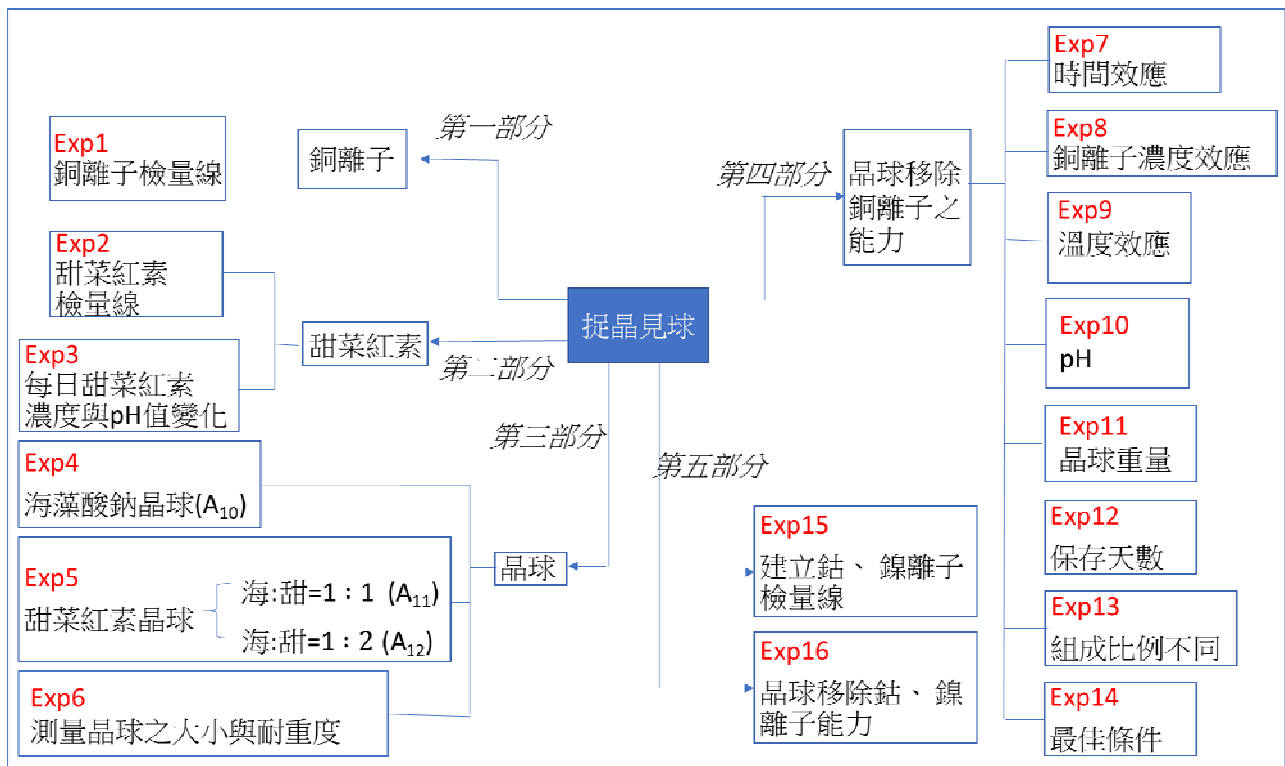 捉晶見球
第一部分
銅離子
Exp1
銅離子檢量線
第二部分
甜菜紅素
Exp2
甜菜紅素
檢量線
Exp3
每日甜菜紅素
濃度與pH值變化
第三部分
晶球
Exp4
海藻酸鈉晶球(A₁₀)
Exp5
甜菜紅素晶球
海:甜=1：1 (A₁₁)
海:甜=1：2 (A₁₂)
Exp6
測量晶球之大小與耐重度
第四部分
晶球移除
銅離子之
能力
Exp7
時間效應
Exp8
銅離子濃度效應
Exp9
溫度效應
Exp10
pH
Exp11
晶球重量
Exp12
保存天數
Exp13
組成比例不同
Exp14
最佳條件
第五部分
Exp15
建立鈷、鎳離子
檢量線
Exp16
晶球移除鈷、鎳
離子能力